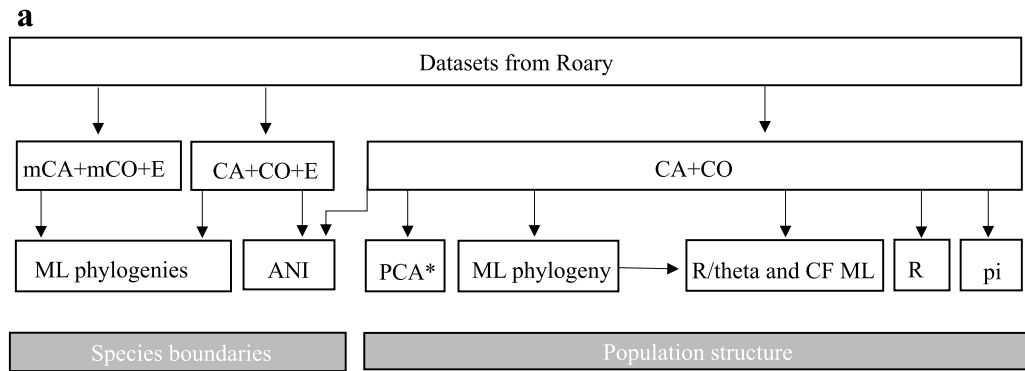 a
Datasets from Roary
mCA+mCO+E
CA+CO+E
CA+CO
ML phylogenies
ANI
PCA*
ML phylogeny
R/theta and CF ML
R
pi
Species boundaries
Population structure